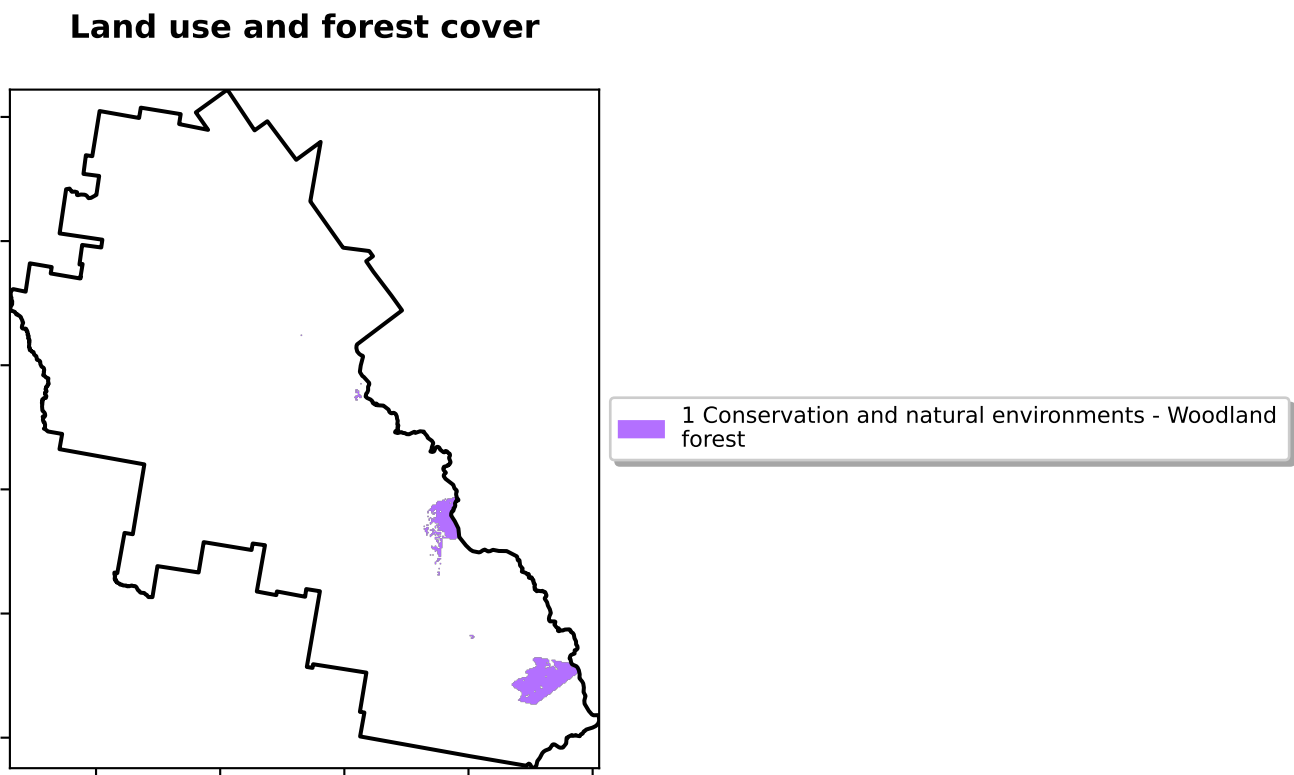 Land use and forest cover
1 Conservation and natural environments - Woodland
forest